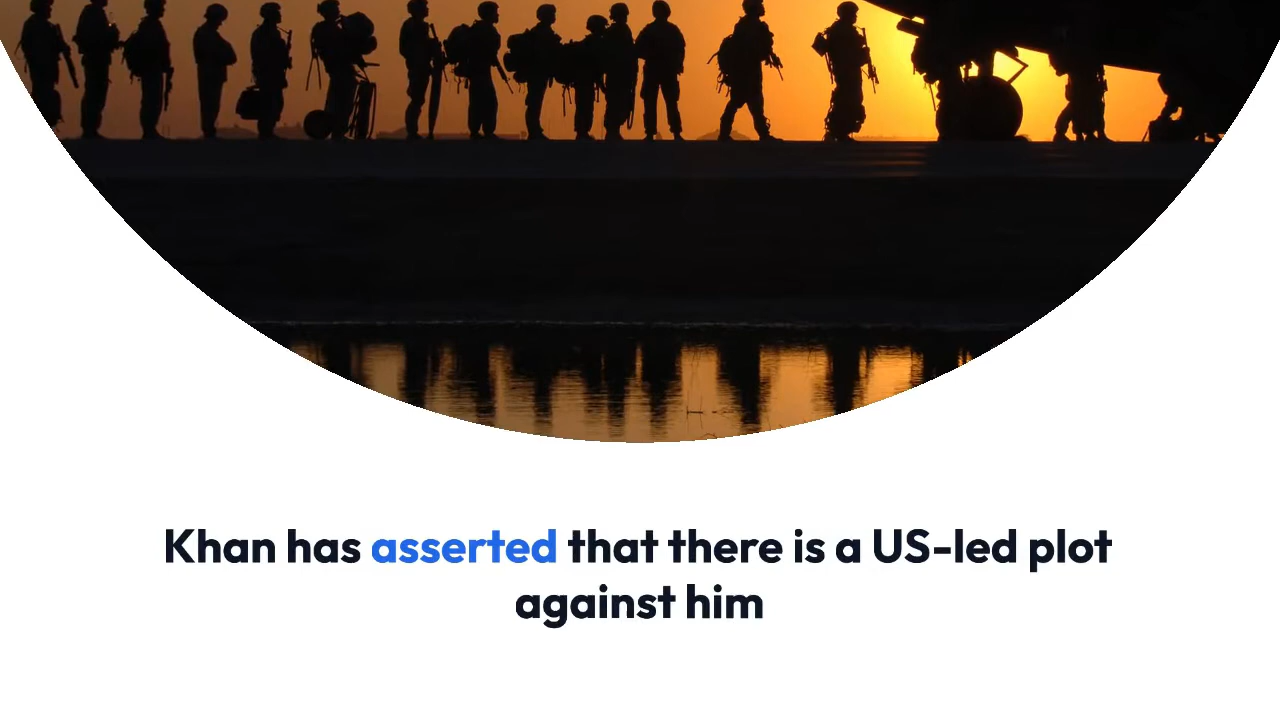 Khan has asserted that there is a US-led plot
against him